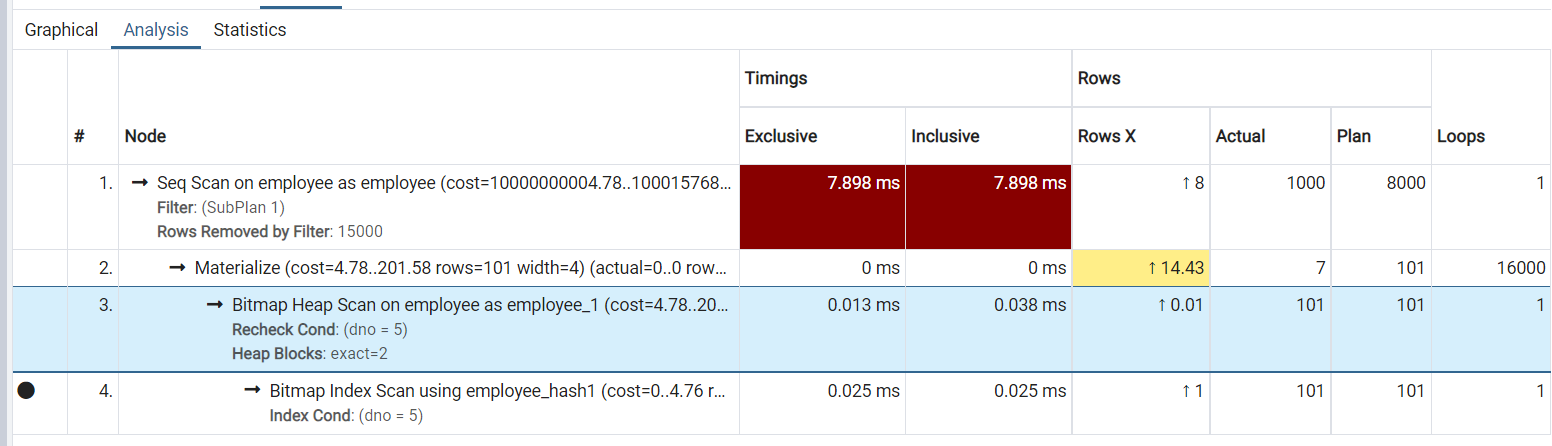 Graphical Analysis Statistics
Timings Rows
# Node Exclusive Inclusive Rows X Actual Plan Loops
1. → Seq Scan on employee as employee (cost=10000000004.78..100015768... 7.898 ms 7.898 ms ↑ 8 1000 8000 1
Filter: (SubPlan 1)
Rows Removed by Filter: 15000
2. → Materialize (cost=4.78..201.58 rows=101 width=4) (actual=0..0 row... 0 ms 0 ms ↑ 14.43 7 101 16000
3. → Bitmap Heap Scan on employee as employee_1 (cost=4.78..20... 0.013 ms 0.038 ms ↑ 0.01 101 101 1
Recheck Cond: (dno = 5)
Heap Blocks: exact=2
4. → Bitmap Index Scan using employee_hash1 (cost=0..4.76 r... 0.025 ms 0.025 ms ↑ 1 101 101 1
Index Cond: (dno = 5)